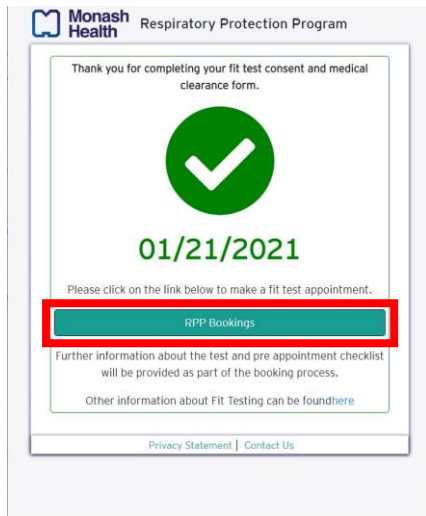 Monash Health Respiratory Protection Program
Thank you for completing your fit test consent and medical
clearance form.
01/21/2021
Please click on the link below to make a fit test appointment.
RPP Bookings
Further information about the test and pre appointment checklist
will be provided as part of the booking process.
Other information about Fit Testing can be foundhere
Privacy Statement | Contact Us